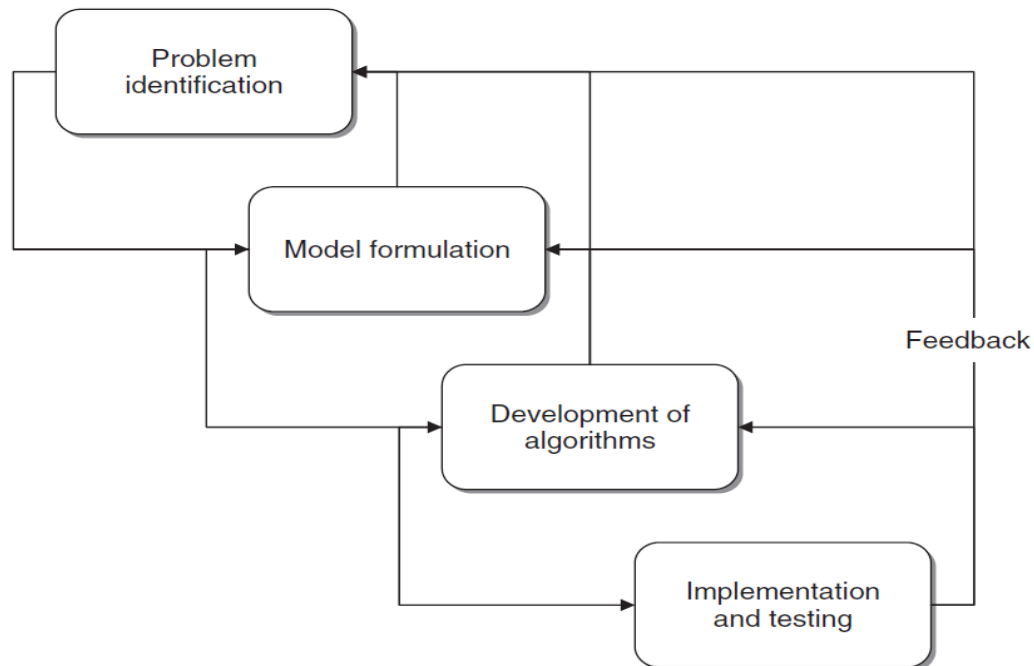 Problem
identification
Model formulation
Feedback
Development of
algorithms
Implementation
and testing